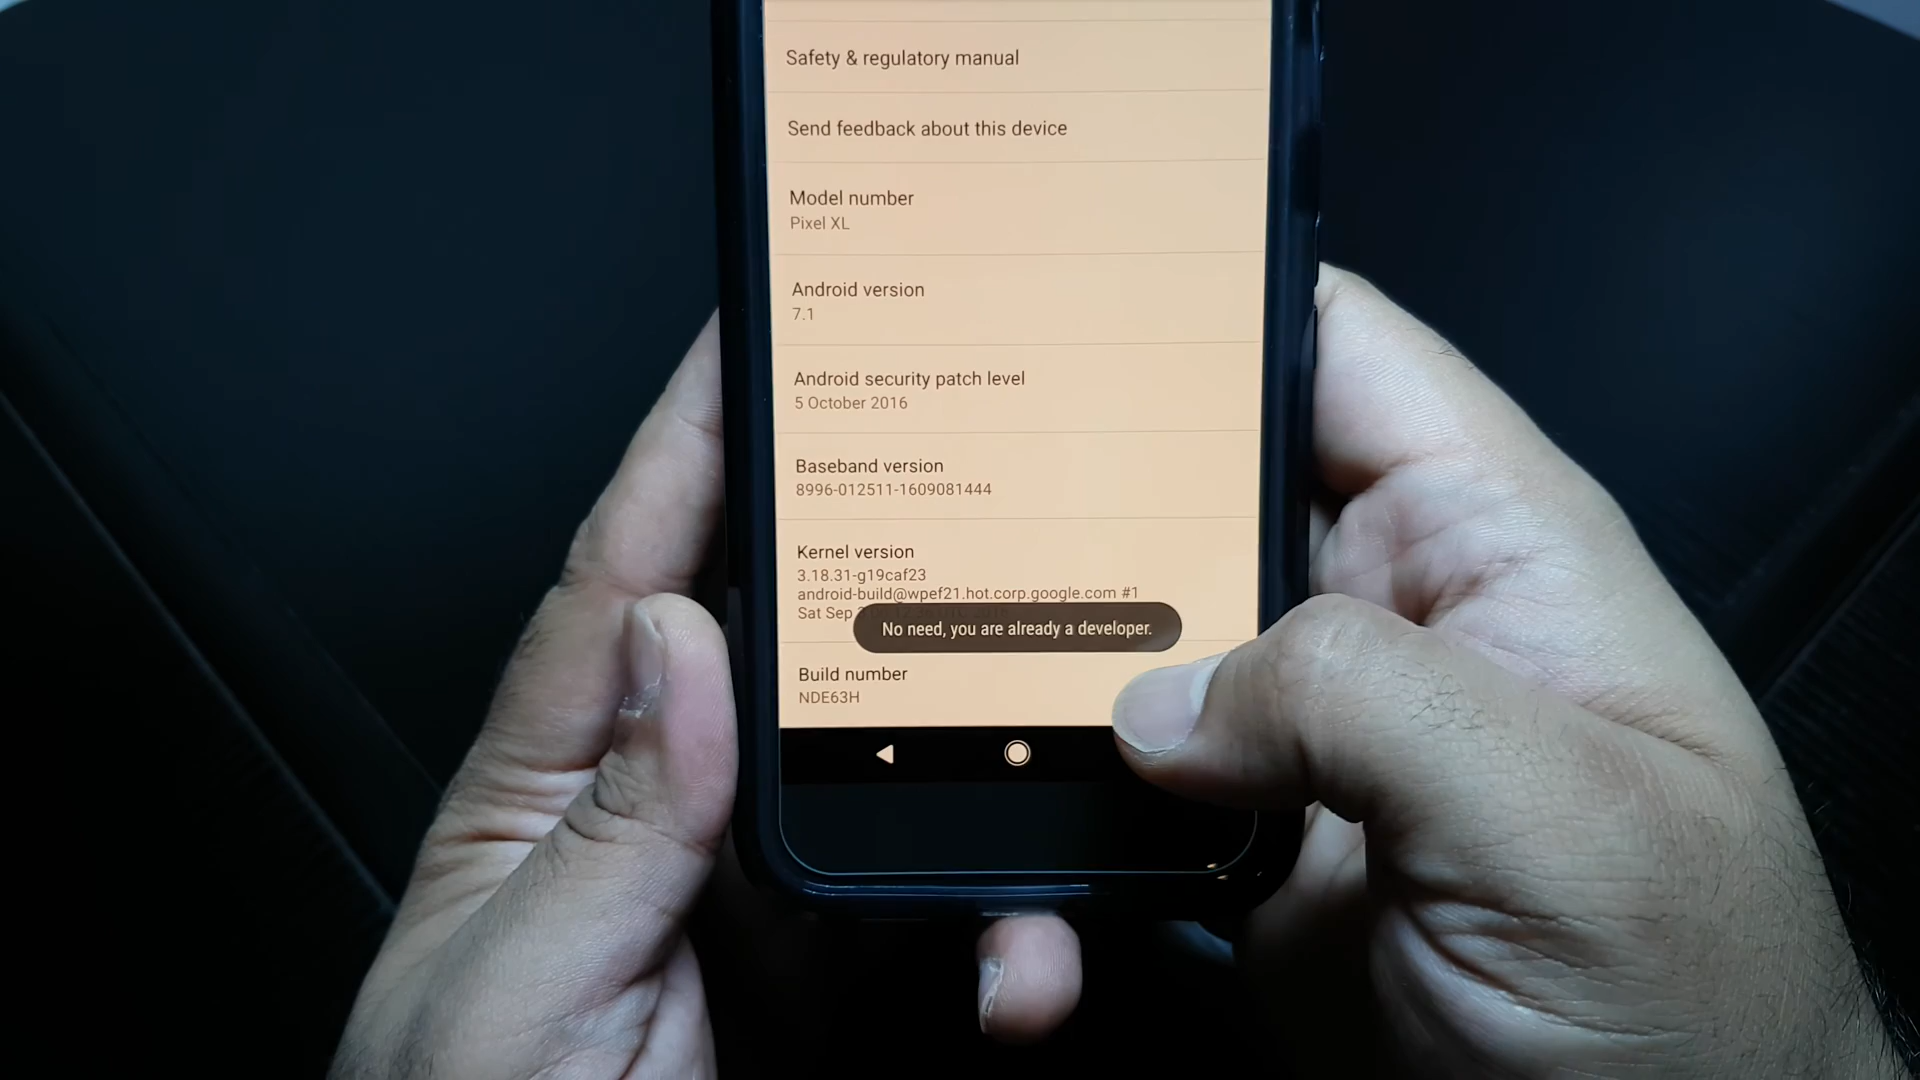 Safety & regulatory manual
Send feedback about this device
Model number
Pixel XL
Android version
7.1
Android security patch level
5 October 2016
Baseband version
8996-012511-1609081444
Kernel version
3.18.31-g19caf23
android-build@wpef21.hot.corp.google.com #1
Sat Sep
No need, you are already a developer.
Build number
NDE63H